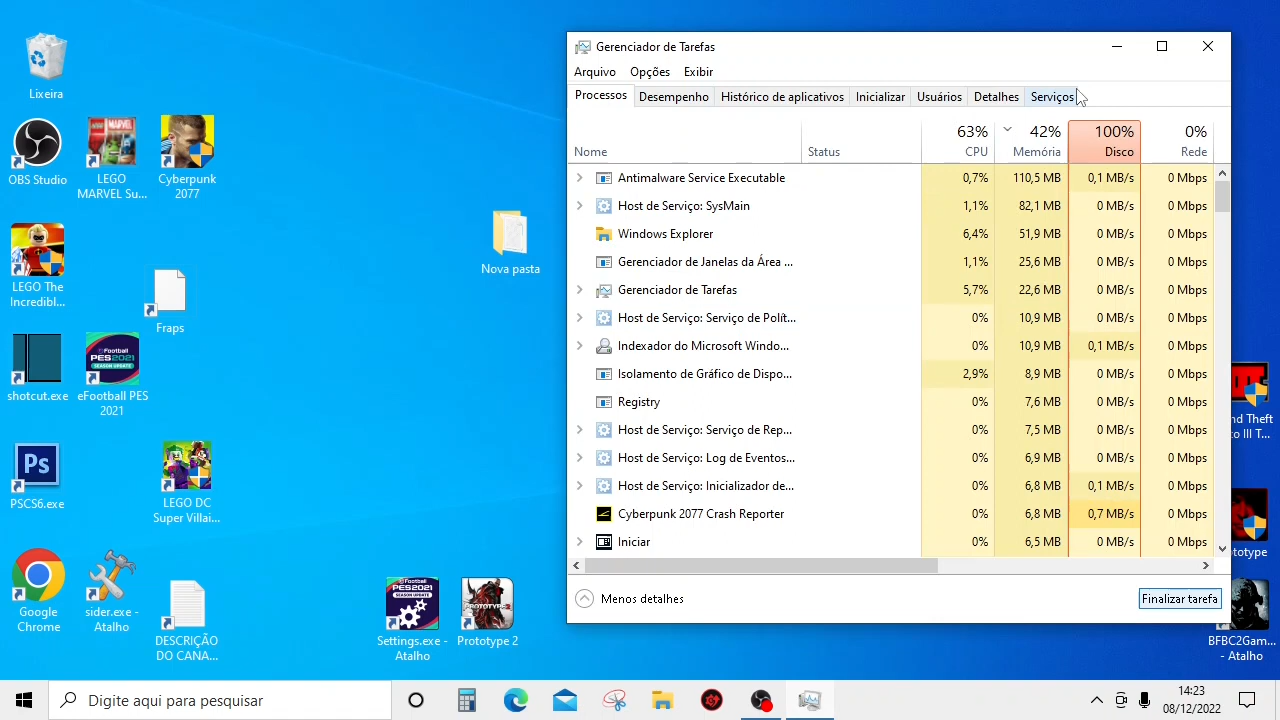 Lixeira
OBS Studio
LEGO
MARVEL Su...
Cyberpunk
2077
LEGO The
Incredibl...
Fraps
Nova pasta
shotcut.exe
eFootball PES
2021
PSCS6.exe
LEGO DC
Super Villai...
Google
Chrome
sider.exe -
Atalho
DESCRIÇÃO
DO CANA...
Settings.exe -
Atalho
Prototype 2
Gerenciador de Tarefas
Arquivo Opções Exibir
Processos Desempenho Histórico de aplicativos Inicializar Usuários Detalhes Serviços
63% 42% 100% 0%
Nome Status CPU Memória Disco Rede
Antimalware Service Executable 0,7% 110,5 MB 0,1 MB/s 0 Mbps
Host de Serviço: SysMain 1,1% 82,1 MB 0 MB/s 0 Mbps
Windows Explorer 6,4% 51,9 MB 0 MB/s 0 Mbps
Gerenciador de Janelas da Área ... 1,1% 25,6 MB 0 MB/s 0 Mbps
Gerenciador de Tarefas 5,7% 22,6 MB 0 MB/s 0 Mbps
Host de Serviço: Serviço de Polít... 0% 10,9 MB 0 MB/s 0 Mbps
Indexador do Microsoft Windo... 0% 10,9 MB 0,1 MB/s 0 Mbps
Isolamento de Gráfico de Dispo... 2,9% 8,9 MB 0 MB/s 0 Mbps
Registry 0% 7,6 MB 0 MB/s 0 Mbps
Host de Serviço: Serviço de Rep... 0% 7,5 MB 0 MB/s 0 Mbps
Host de Serviço: Log de Eventos... 0% 6,9 MB 0 MB/s 0 Mbps
Host de Serviço: Inicializador de... 0% 6,8 MB 0,1 MB/s 0 Mbps
Cyberpunk 2077 Crash Reporter 0% 6,8 MB 0,7 MB/s 0 Mbps
Iniciar 0% 6,5 MB 0 MB/s 0 Mbps
Menos detalhes
Finalizar tarefa
nd Theft
to III T...
totype
BFBC2Gam...
- Atalho
Digite aqui para pesquisar
14:23
08/12/2022